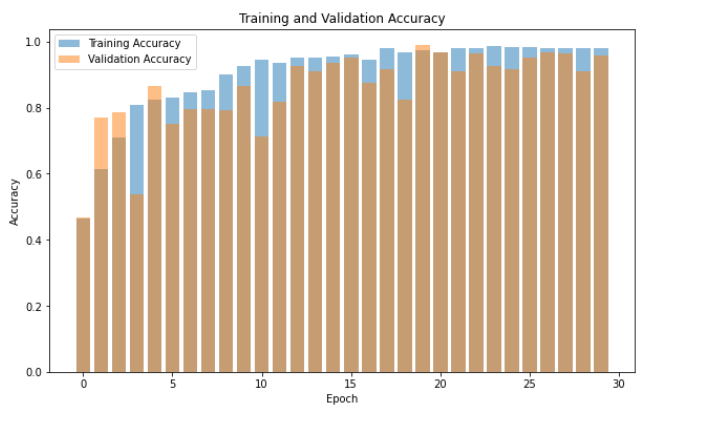 Training and Validation Accuracy
Training Accuracy
Validation Accuracy
Accuracy
1.0
0.8
0.6
0.4
0.2
0.0
0 5 10 15 20 25 30
Epoch